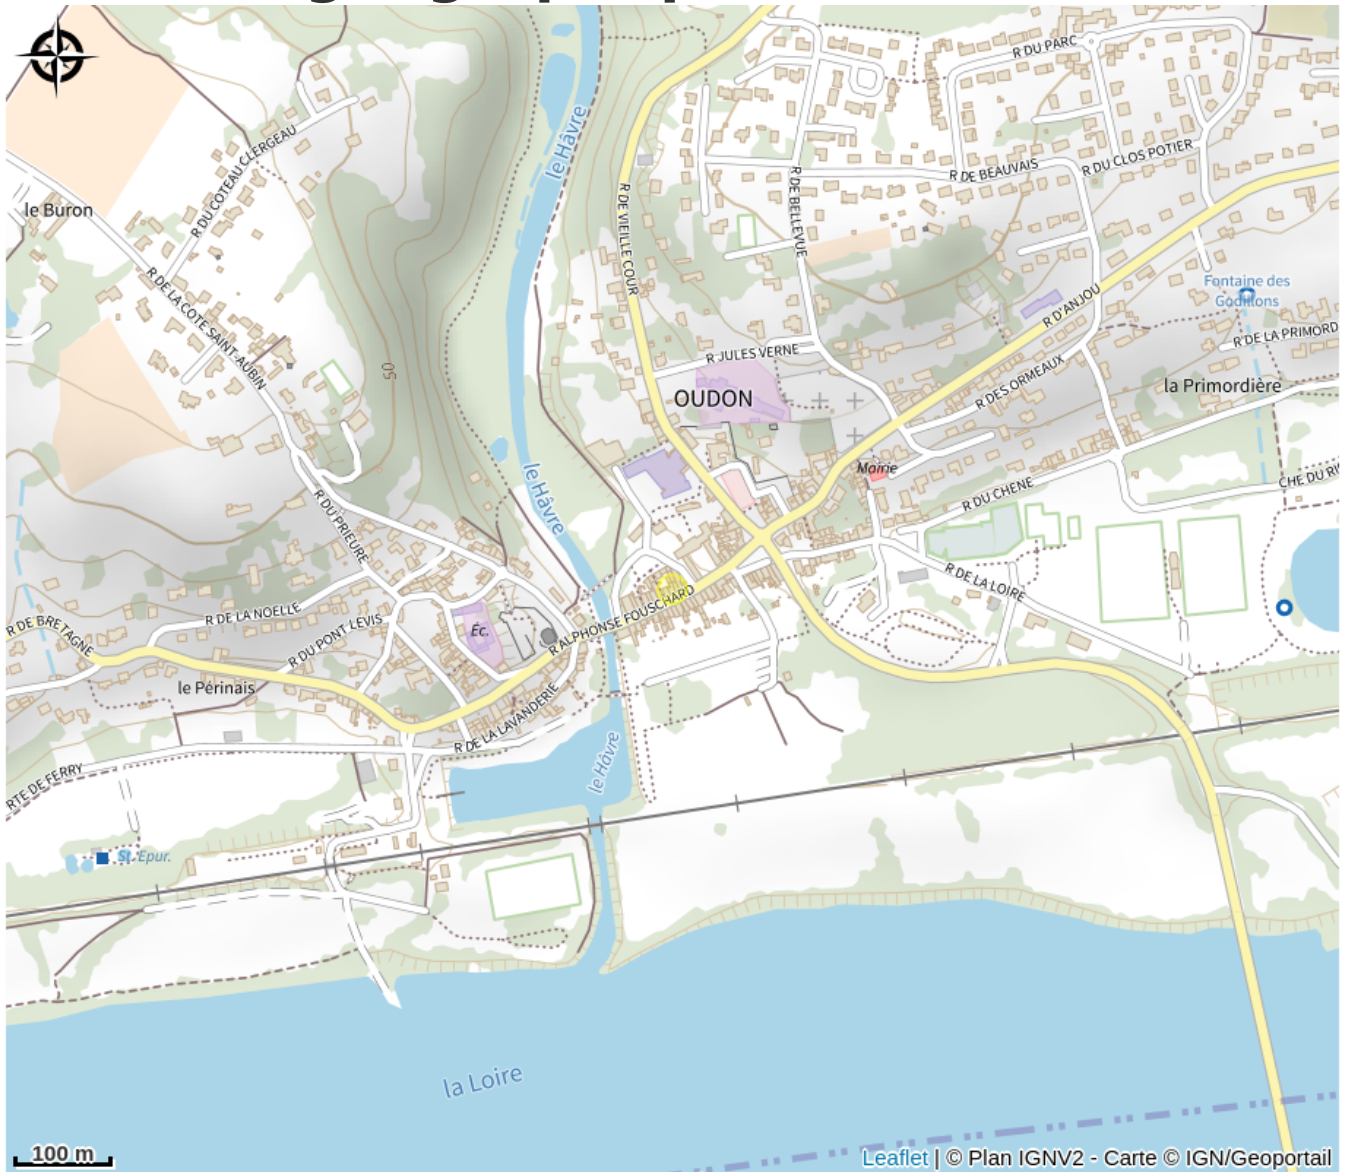 R DU PARC
le Hâvre
R DU COTEAU CLERGEAU
R DE BEAUVAIS
R DU CLOS POTIER
le Buron
R DE VIEILLE COUR
R DE BELLEVUE
Fontaine des
Godillons
R DE LA COTE SAINT-AUBIN
R D'ANJOU
R DE LA PRIMORD
R JULES VERNE
50
OUDON
R DES ORMEAUX
la Primordière
Mairie
le Hâvre
R DU CHENE
CHE DU RI
R DU PRIEURE
R DE LA LOIRE
R DE LA NOELLE
R ALPHONSE FOUSCHARD
R DE BRETAGNE
R DU PONT LEVIS
Éc.
le Périnais
R DE LA LAVANDERIE
le Hâvre
RTE DE FERRY
St. Epur.
la Loire
100 m
Leaflet | © Plan IGNV2 - Carte © IGN/Geoportail